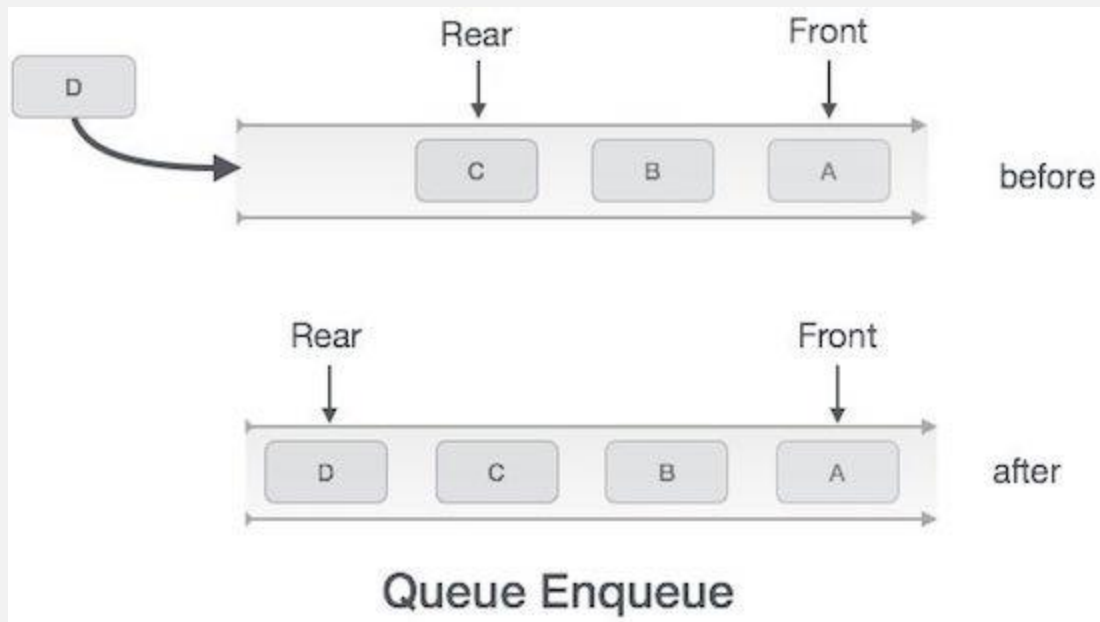 Rear Front
D
C B A
before
Rear Front
D C B A
after
Queue Enqueue